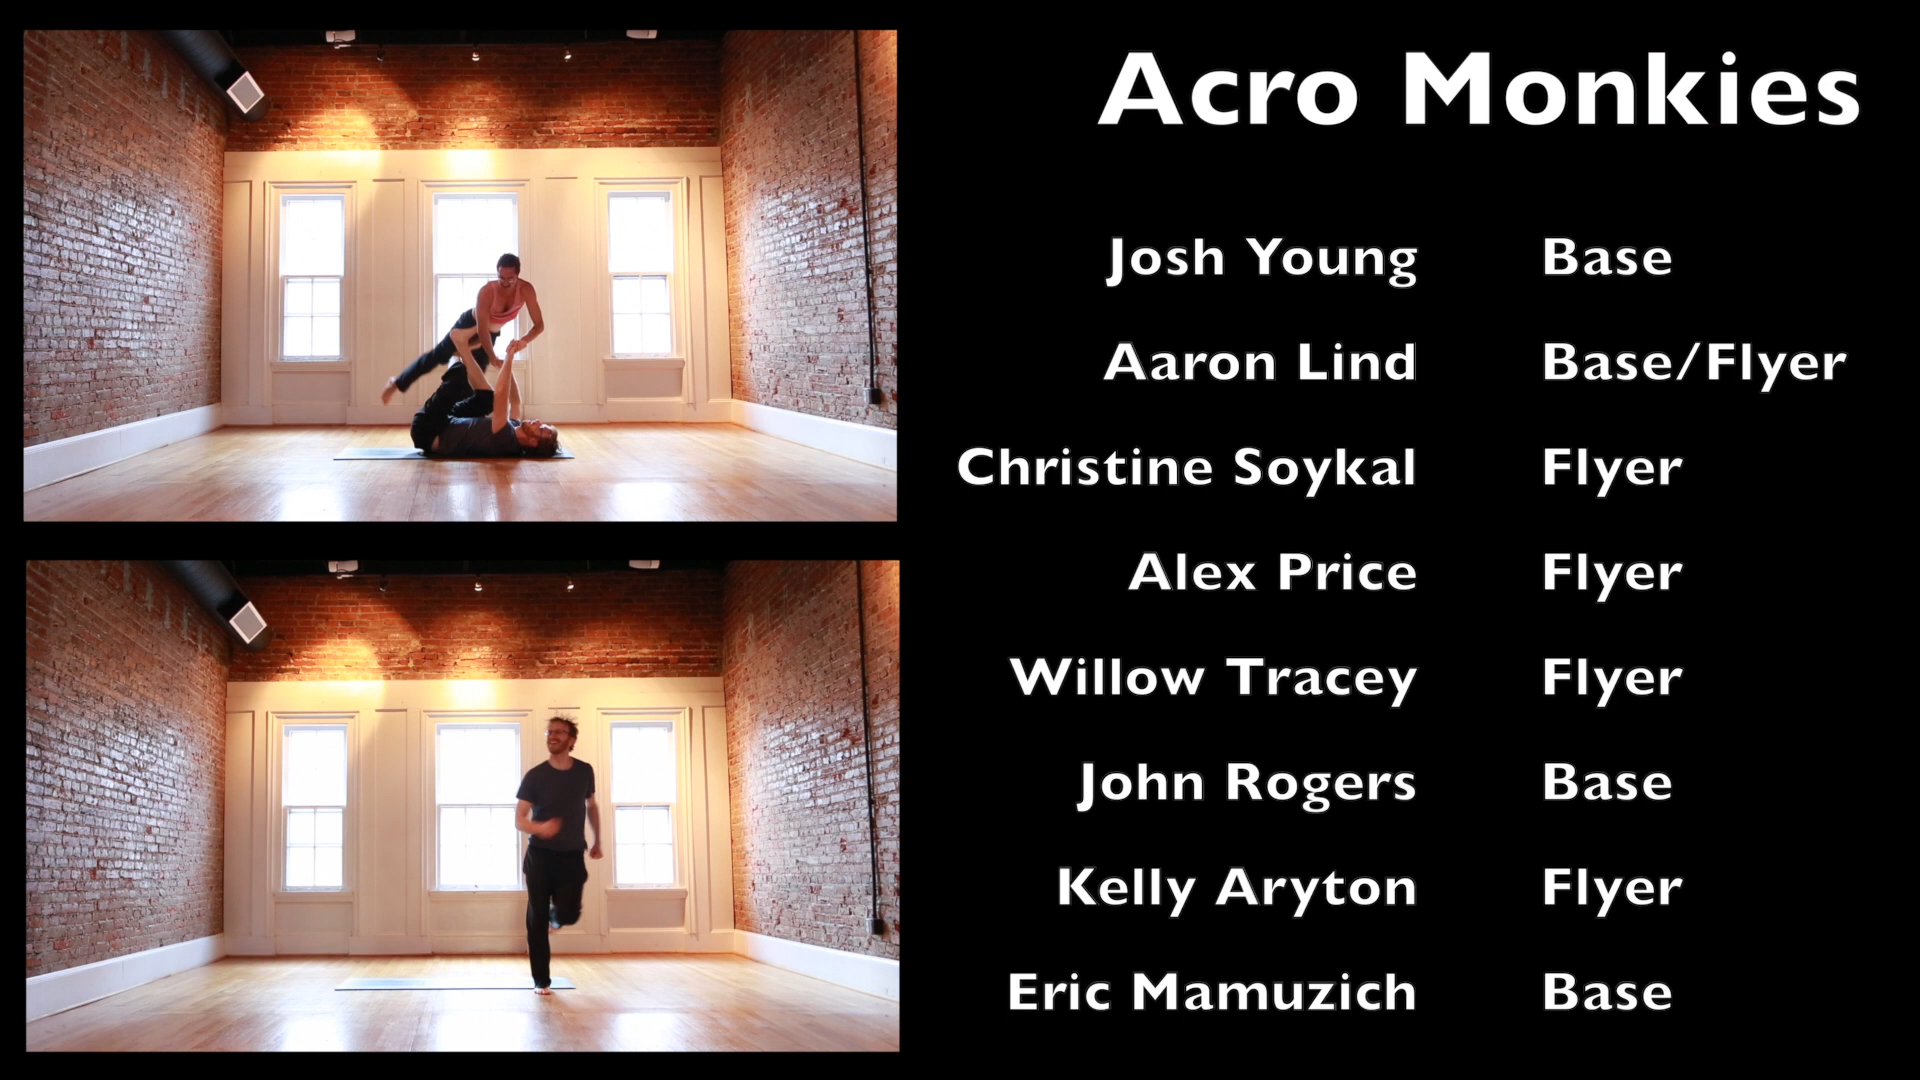 Acro Monkies
Josh Young Base
Aaron Lind Base/Flyer
Christine Soykal Flyer
Alex Price Flyer
Willow Tracey Flyer
John Rogers Base
Kelly Aryton Flyer
Eric Mamuzich Base